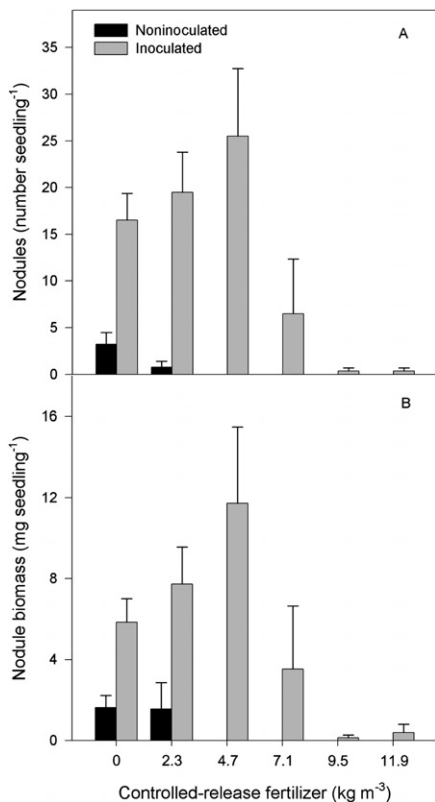 Noninoculated
Inoculated
A
35
30
25
20
15
10
5
0
Nodules (number seedling⁻¹)
B
16
12
8
4
0
Nodule biomass (mg seedling⁻¹)
0 2.3 4.7 7.1 9.5 11.9
Controlled-release fertilizer (kg m⁻³)